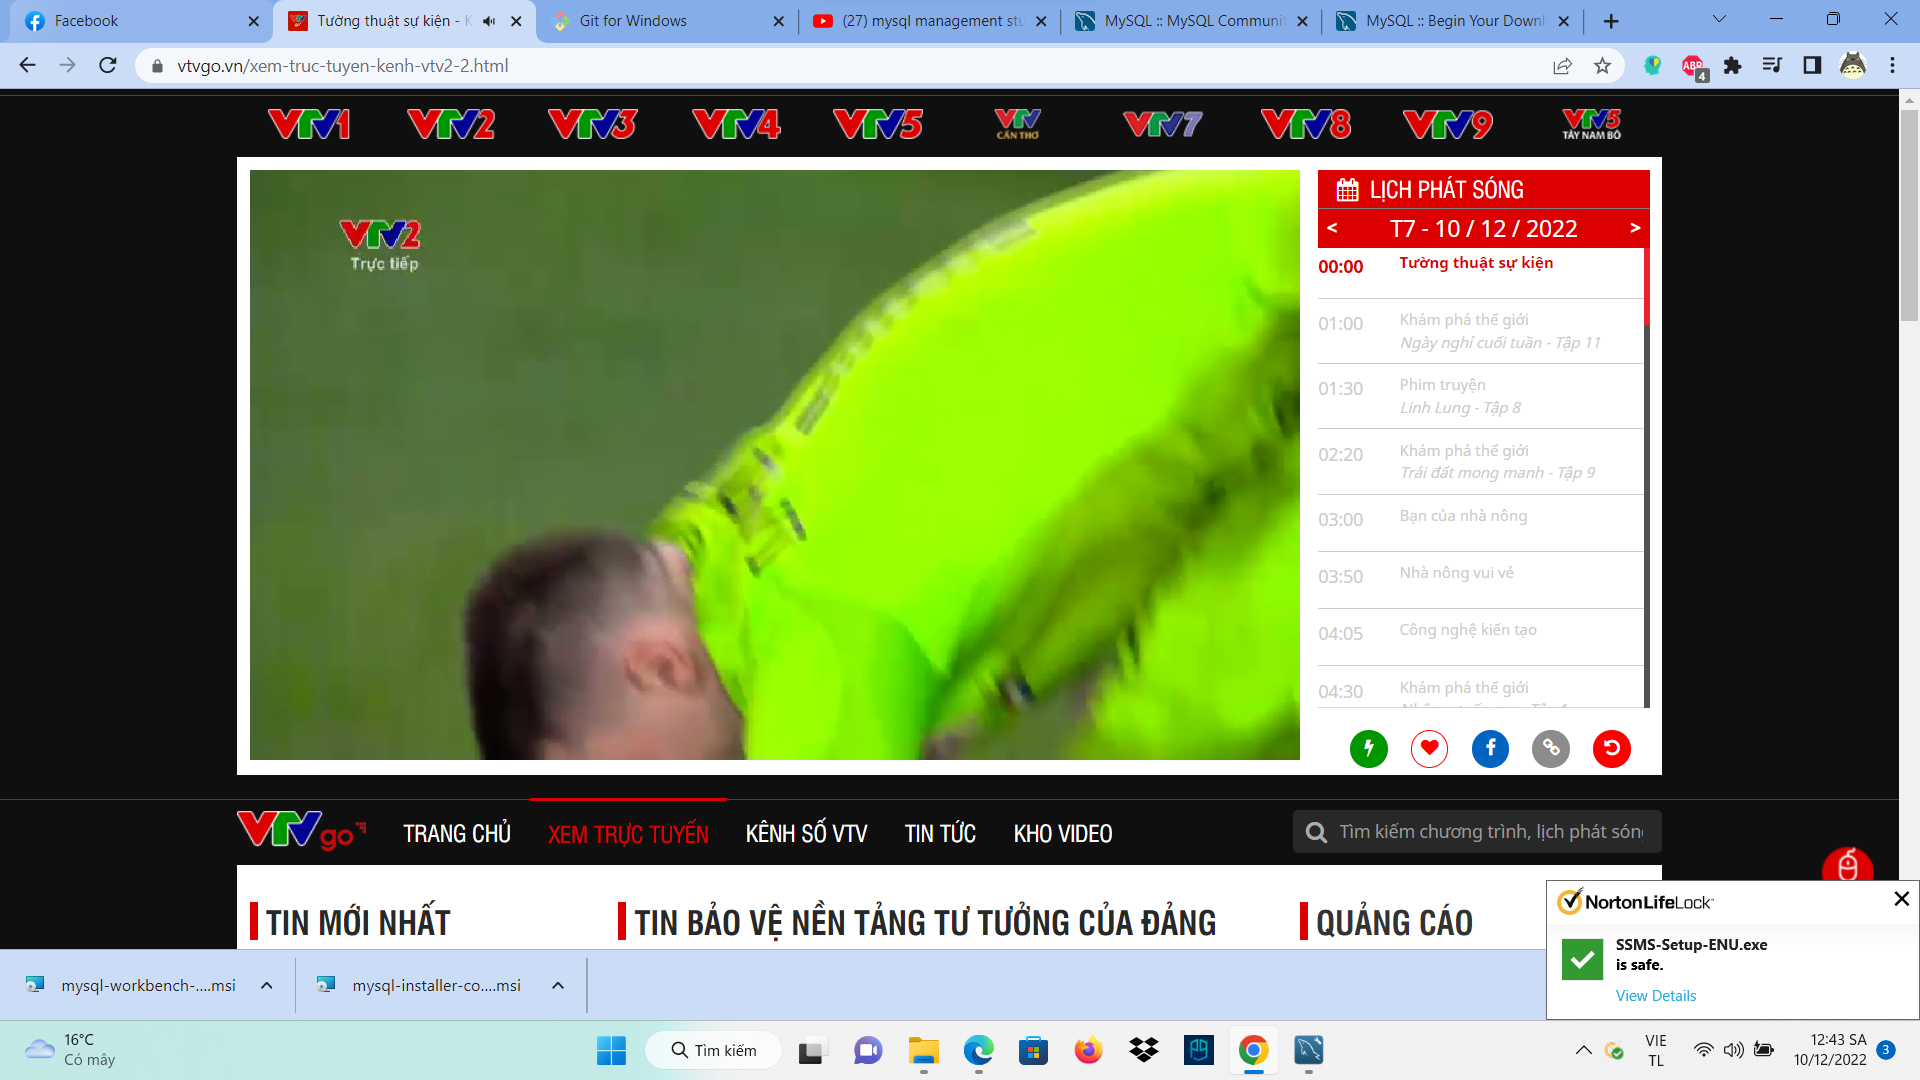 Facebook
Tường thuật sự kiện - K
Git for Windows
(27) mysql management stu
MySQL :: MySQL Communit
MySQL :: Begin Your Downl
vtvgo.vn/xem-truc-tuyen-kenh-vtv2-2.html
ABP
4
VTV1
VTV2
VTV3
VTV4
VTV5
VTV
CẦN THƠ
VTV7
VTV8
VTV9
VTV5
TÂY NAM BỘ
VTV2
Trực tiếp
LỊCH PHÁT SÓNG
< T7 - 10 / 12 / 2022 >
00:00 Tường thuật sự kiện
01:00 Khám phá thế giới
Ngày nghỉ cuối tuần - Tập 11
01:30 Phim truyện
Linh Lung - Tập 8
02:20 Khám phá thế giới
Trái đất mong manh - Tập 9
03:00 Bạn của nhà nông
03:50 Nhà nông vui vẻ
04:05 Công nghệ kiến tạo
04:30 Khám phá thế giới
VTVgo
TRANG CHỦ
XEM TRỰC TUYẾN
KÊNH SỐ VTV
TIN TỨC
KHO VIDEO
Tìm kiếm chương trình, lịch phát són
TIN MỚI NHẤT
TIN BẢO VỆ NỀN TẢNG TƯ TƯỞNG CỦA ĐẢNG
QUẢNG CÁO
NortonLifeLock
SSMS-Setup-ENU.exe
is safe.
View Details
mysql-workbench-....msi
mysql-installer-co....msi
16°C
Có mây
Tìm kiếm
VIE
TL
12:43 SA
10/12/2022
3